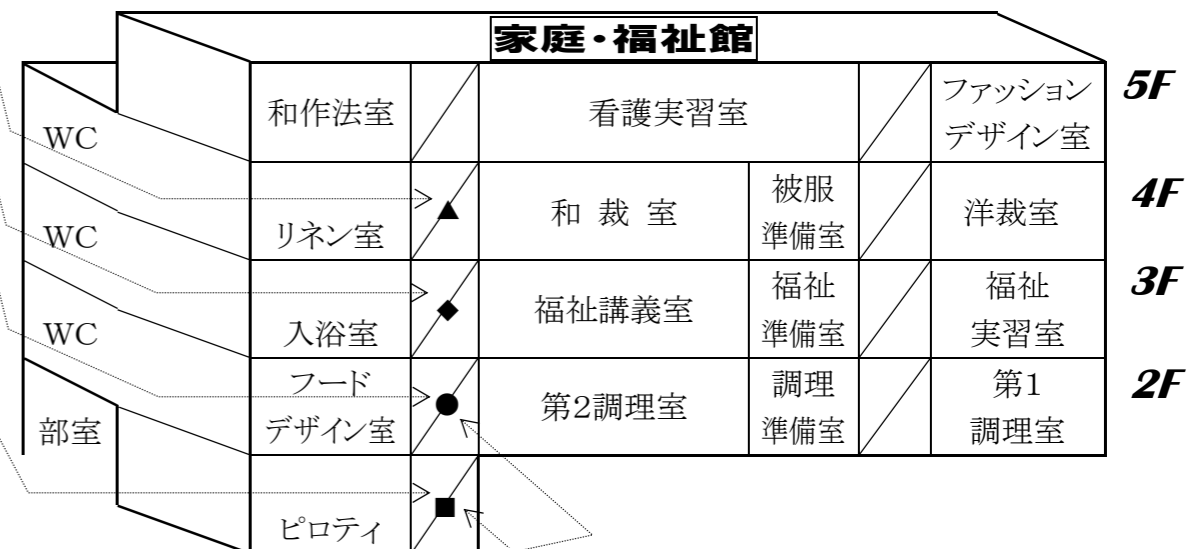 家庭・福祉館
和作法室
看護実習室
ファッション
デザイン室
5F
WC
リネン室
▲
和 裁 室
被服
準備室
洋裁室
4F
WC
入浴室
◆
福祉講義室
福祉
準備室
福祉
実習室
3F
WC
フード
デザイン室
●
第2調理室
調理
準備室
第1
調理室
2F
部室
ピロティ
■